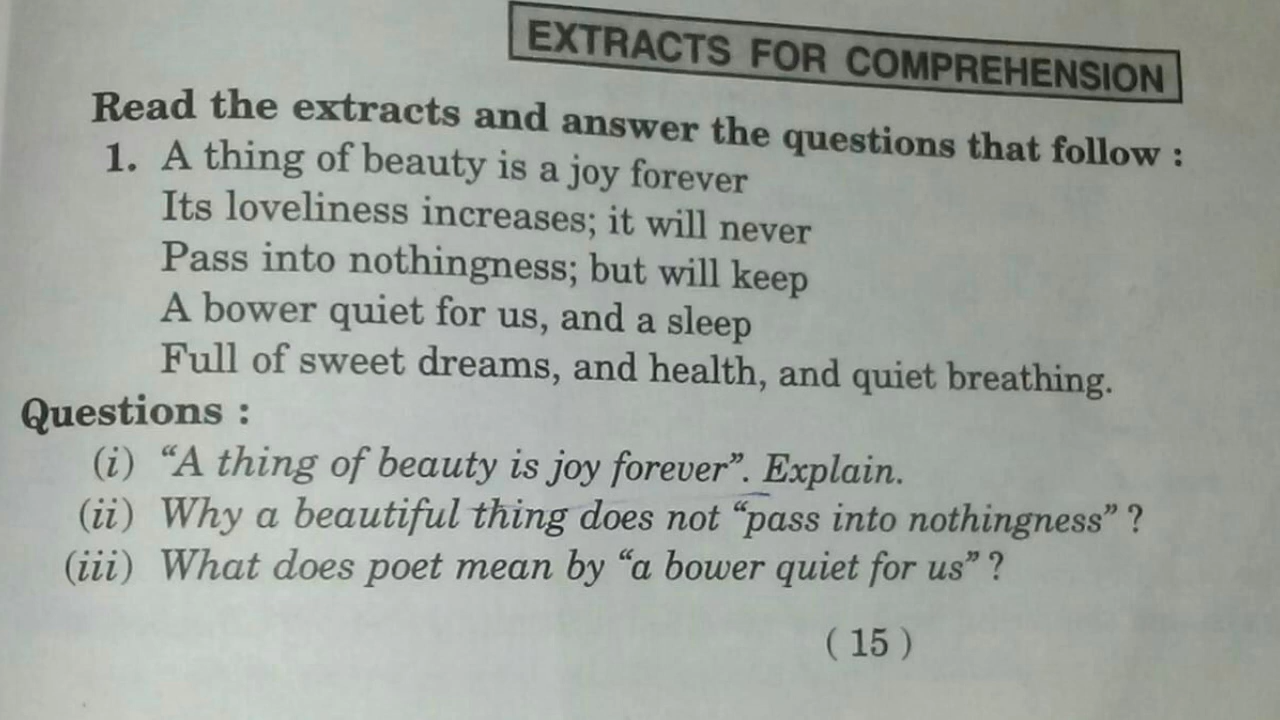 EXTRACTS FOR COMPREHENSION
Read the extracts and answer the questions that follow :
1. A thing of beauty is a joy forever
Its loveliness increases; it will never
Pass into nothingness; but will keep
A bower quiet for us, and a sleep
Full of sweet dreams, and health, and quiet breathing.
Questions :
(i) “A thing of beauty is joy forever”. Explain.
(ii) Why a beautiful thing does not “pass into nothingness” ?
(iii) What does poet mean by “a bower quiet for us” ?
( 15 )